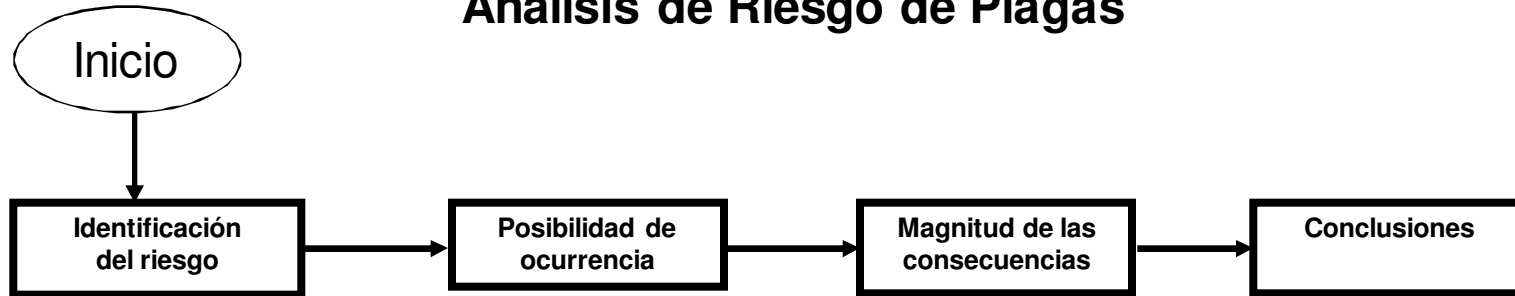 Análisis de Riesgo de Plagas
Inicio
Identificación
del riesgo
Posibilidad de
ocurrencia
Magnitud de las
consecuencias
Conclusiones